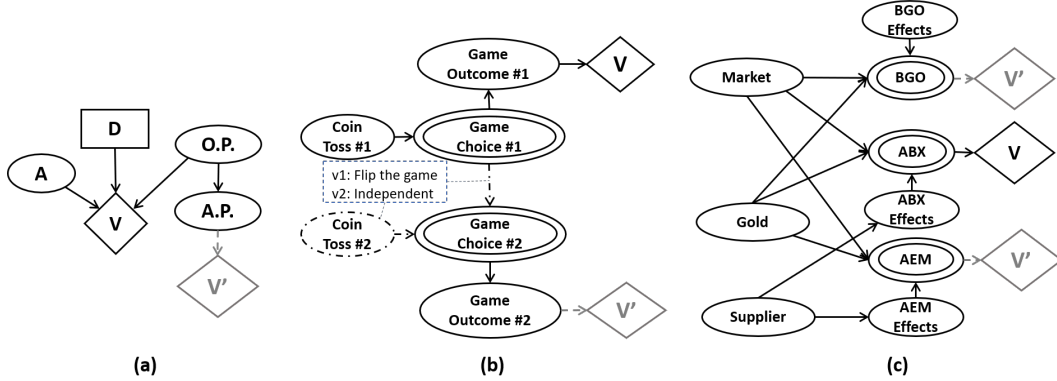 D
A
O.P.
V
A.P.
V'
(a)
Game
Outcome #1
V
Coin
Toss #1
Game
Choice #1
v1: Flip the game
v2: Independent
Coin
Toss #2
Game
Choice #2
Game
Outcome #2
V'
(b)
BGO
Effects
Market
BGO
V'
ABX
V
Gold
ABX
Effects
AEM
V'
Supplier
AEM
Effects
(c)